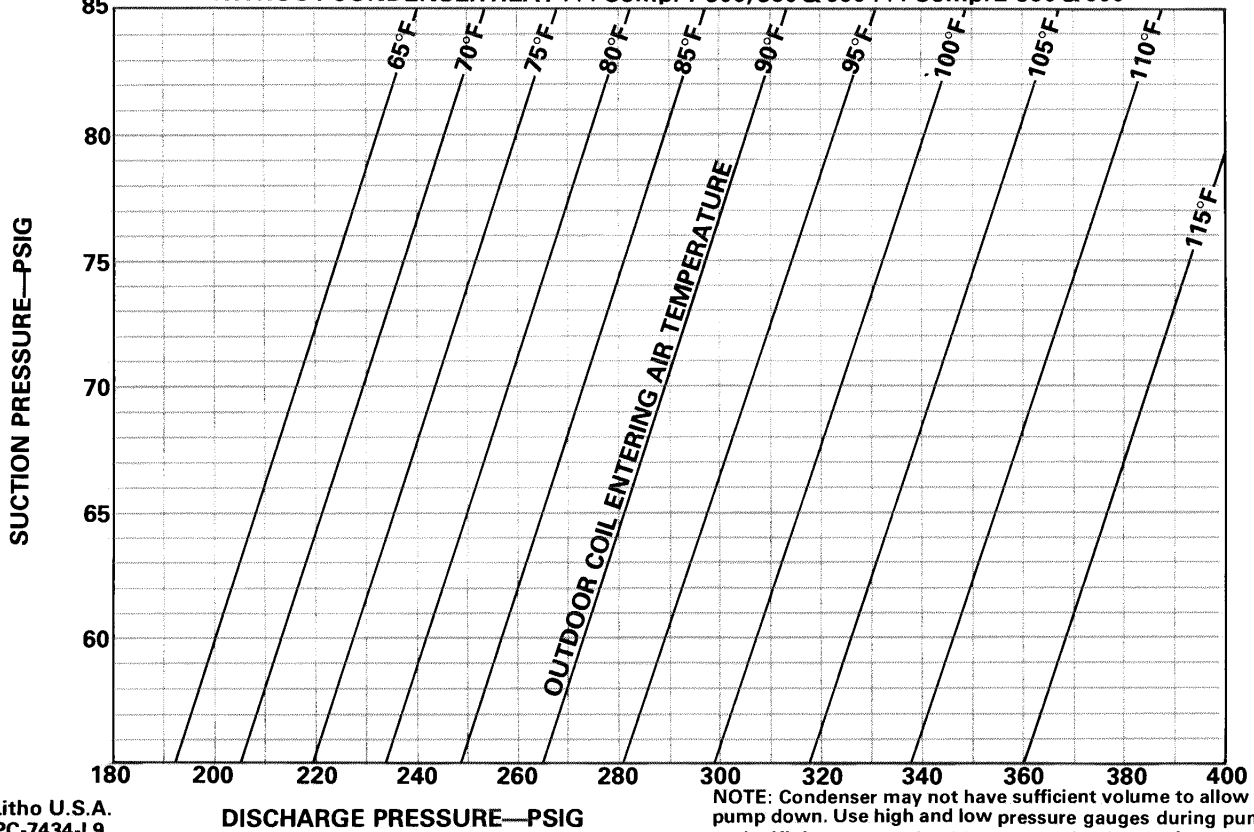 85
65°F 70°F 75°F 80°F 85°F 90°F 95°F 100°F 105°F 110°F
80
115°F
75
70
65
60
SUCTION PRESSURE—PSIG
OUTDOOR COIL ENTERING AIR TEMPERATURE
180 200 220 240 260 280 300 320 340 360 380 400
Litho U.S.A.
PC-7434-L9
DISCHARGE PRESSURE—PSIG
NOTE: Condenser may not have sufficient volume to allow
pump down. Use high and low pressure gauges during